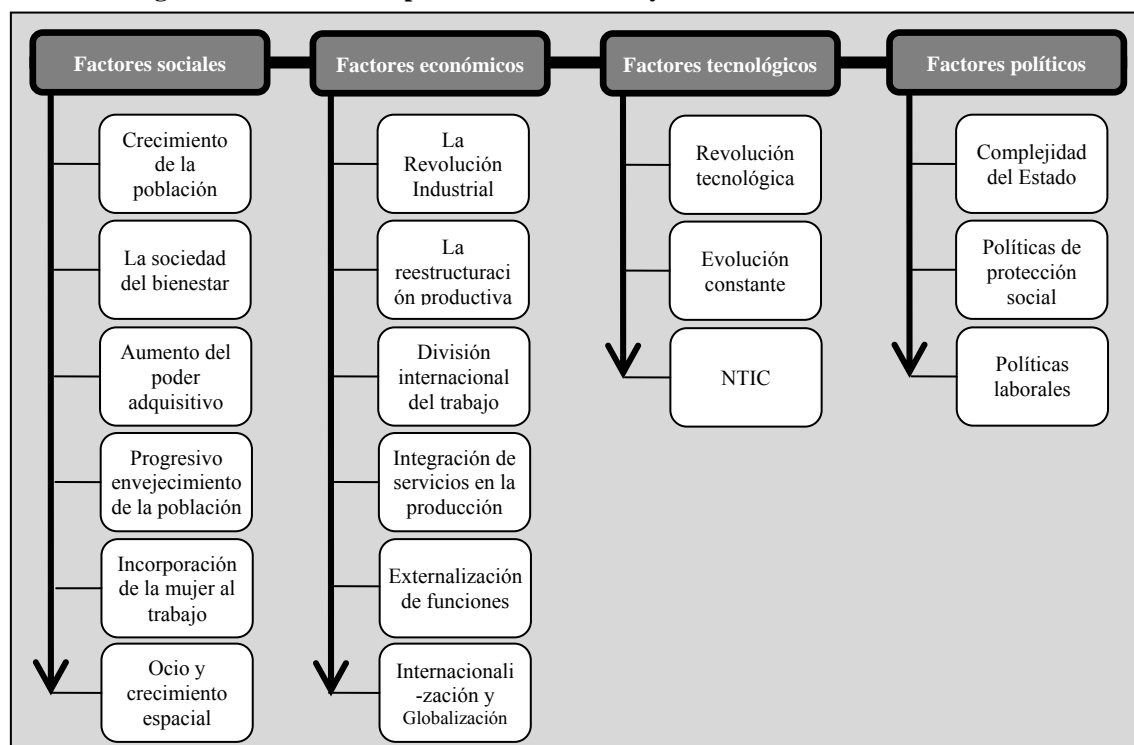 Factores sociales
Crecimiento
de la
población
La sociedad
del bienestar
Aumento del
poder
adquisitivo
Progresivo
envejecimiento
de la población
Incorporación
de la mujer al
trabajo
Ocio y
crecimiento
espacial
Factores económicos
La
Revolución
Industrial
La
reestructuraci
ón productiva
División
internacional
del trabajo
Integración de
servicios en la
producción
Externalización
de funciones
Internacionali
-zación y
Globalización
Factores tecnológicos
Revolución
tecnológica
Evolución
constante
NTIC
Factores políticos
Complejidad
del Estado
Políticas de
protección
social
Políticas
laborales